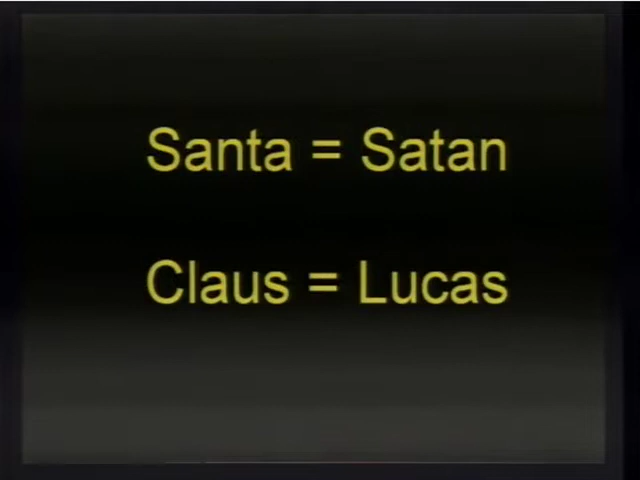 Santa = Satan
Claus = Lucas